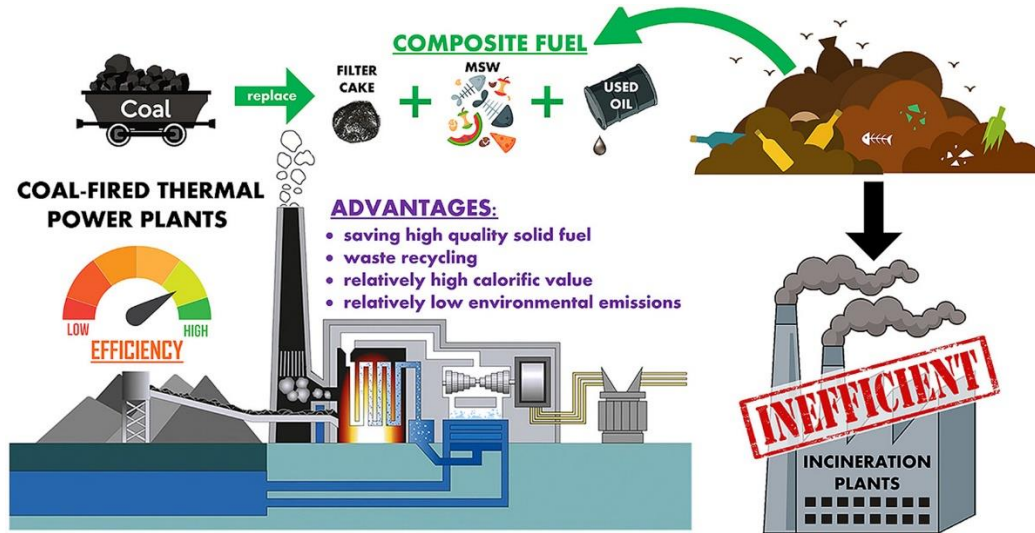 COMPOSITE FUEL
Coal
replace
FILTER
CAKE
+
MSW
+
USED
OIL
COAL-FIRED THERMAL
POWER PLANTS
LOW
HIGH
EFFICIENCY
ADVANTAGES:
• saving high quality solid fuel
• waste recycling
• relatively high calorific value
• relatively low environmental emissions
INEFFICIENT
INCINERATION
PLANTS